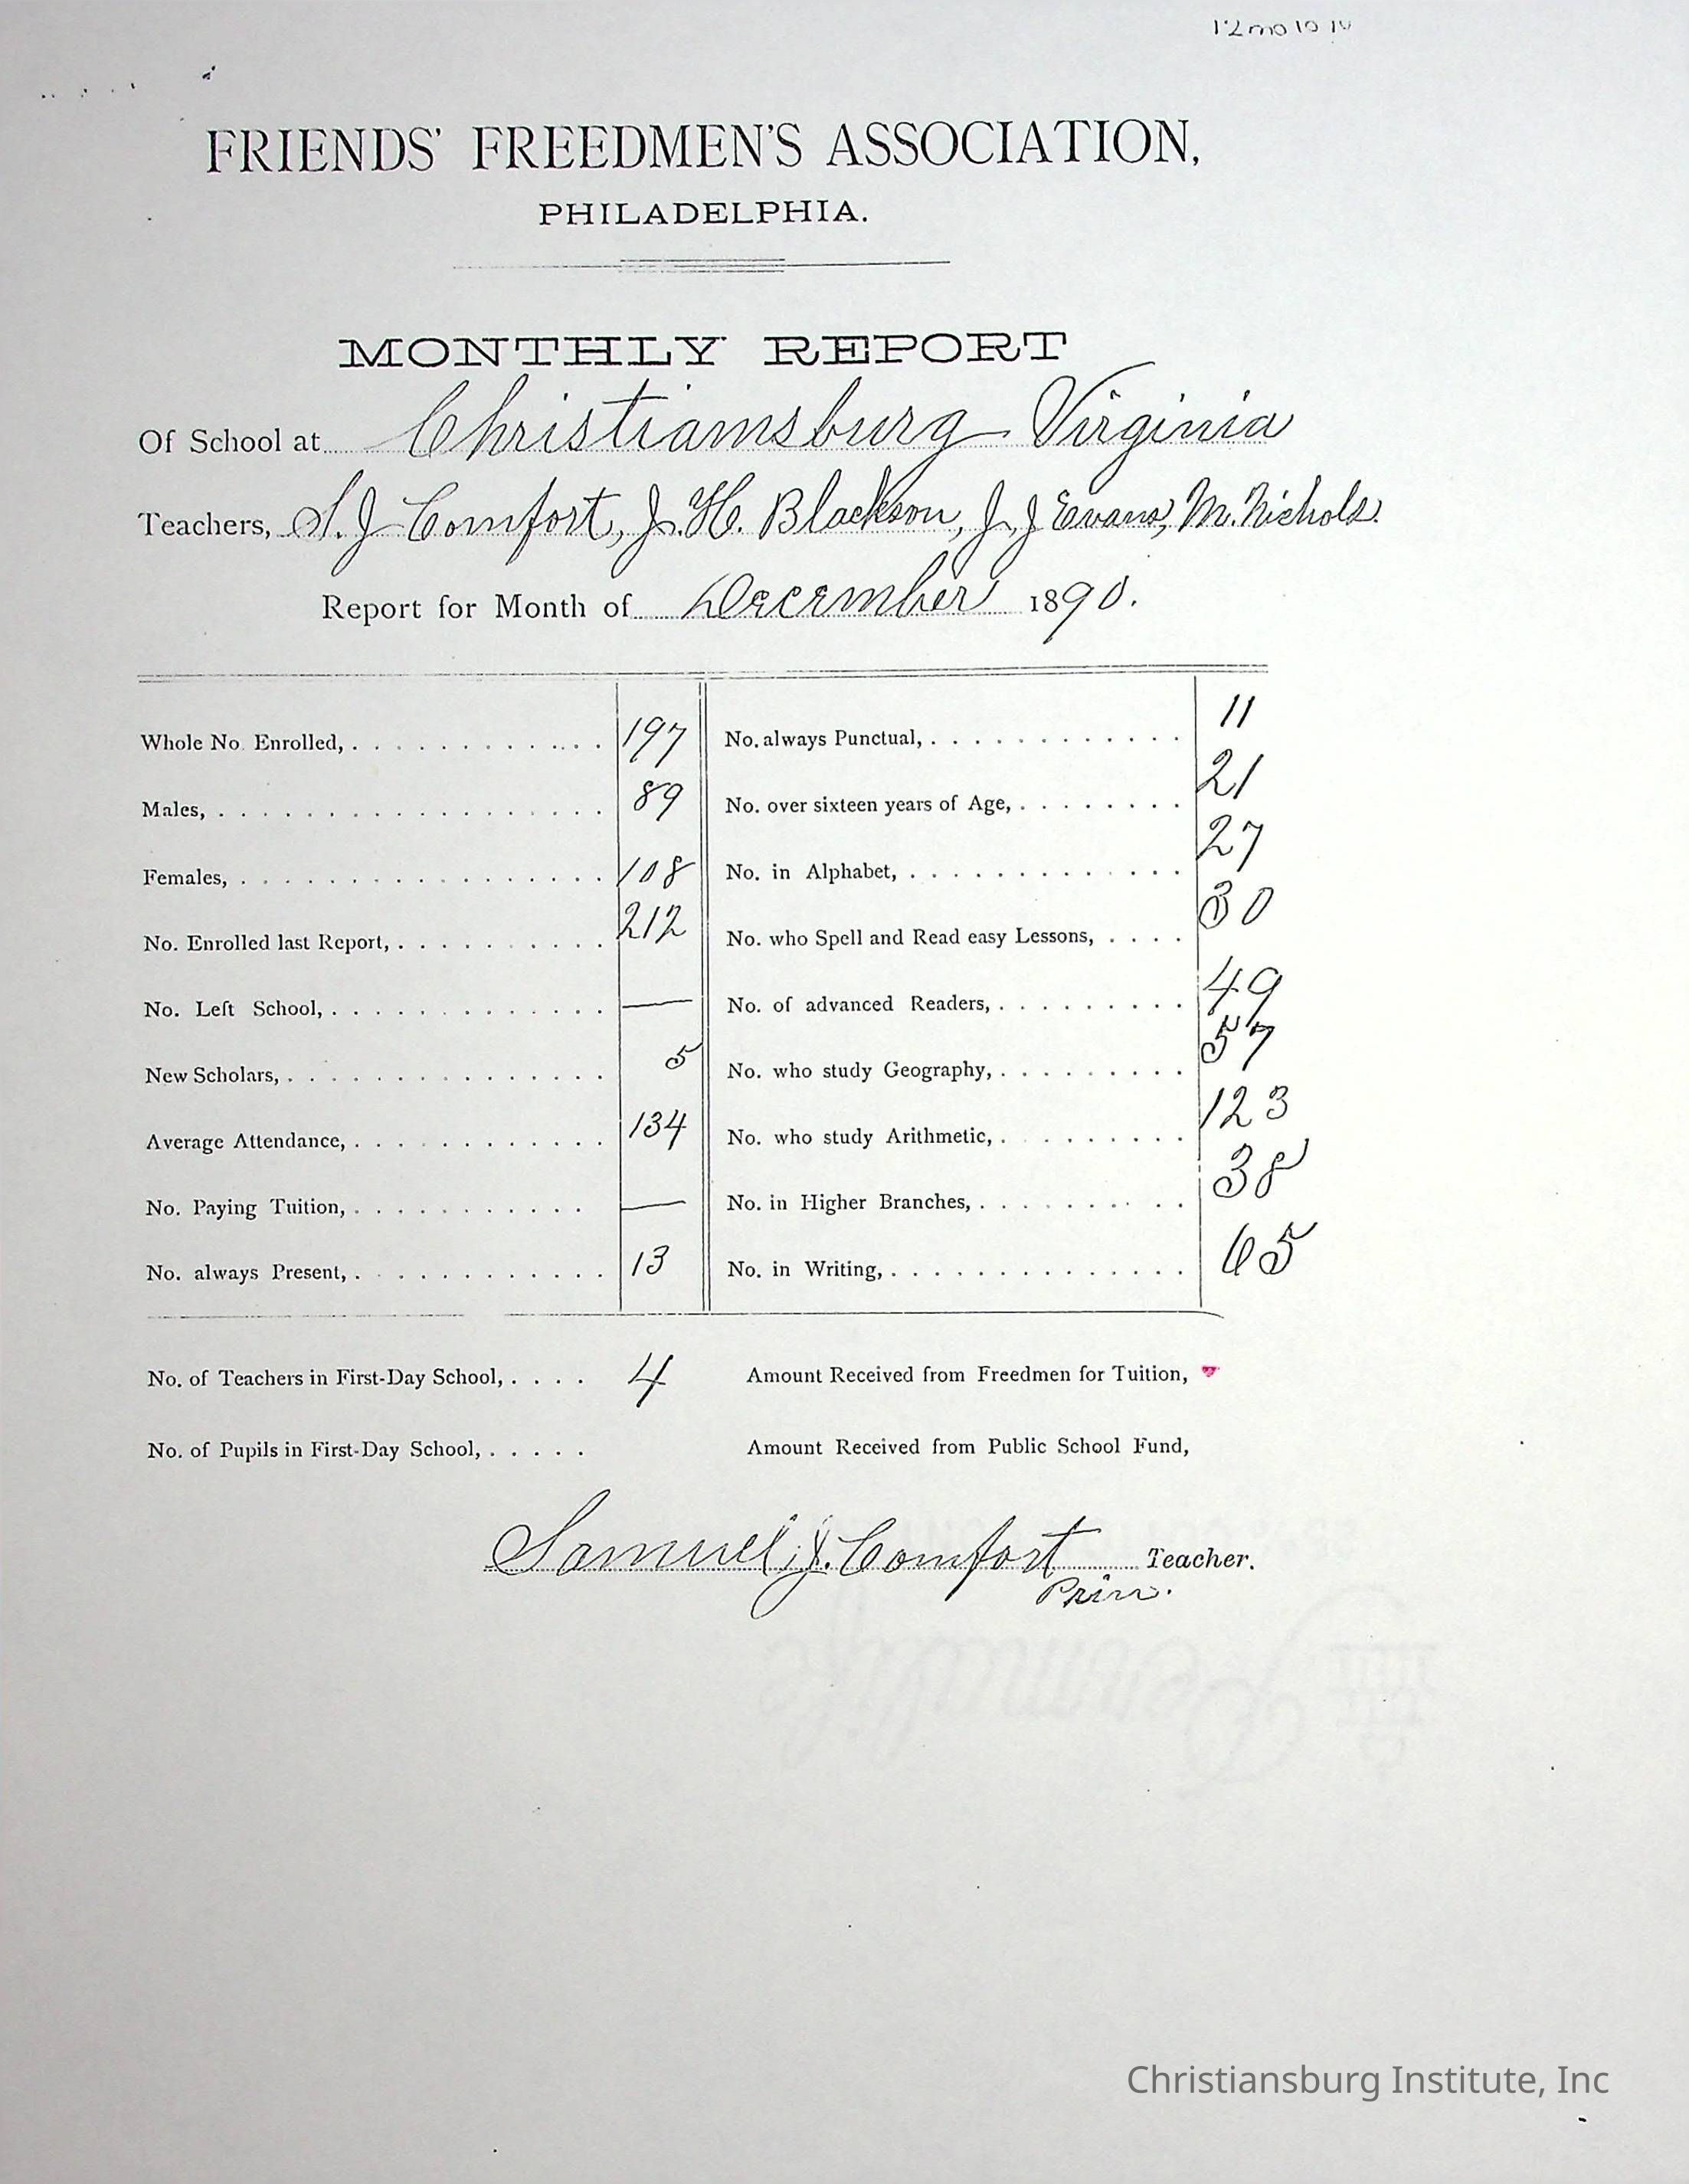 FRIENDS' FREEDMEN'S ASSOCIATION,
PHILADELPHIA.
MONTHLY REPORT
Of School at Christiansburg Virginia
Teachers, S. J. Comfort, J. H. Blackson, J. J. Evans, M. Nichols.
Report for Month of December 1890.
Whole No. Enrolled, 197
Males, 89
Females, 108
No. Enrolled last Report, 212
No. Left School, —
New Scholars, 5
Average Attendance, 134
No. Paying Tuition, —
No. always Present, 13
No. always Punctual, 11
No. over sixteen years of Age, 21
No. in Alphabet, 27
No. who Spell and Read easy Lessons, 30
No. of advanced Readers, 49
No. who study Geography, 57
No. who study Arithmetic, 123
No. in Higher Branches, 38
No. in Writing, 65
No. of Teachers in First-Day School, 4
Amount Received from Freedmen for Tuition,
No. of Pupils in First-Day School,
Amount Received from Public School Fund,
Samuel J. Comfort Teacher.
Prin.
Christiansburg Institute, Inc